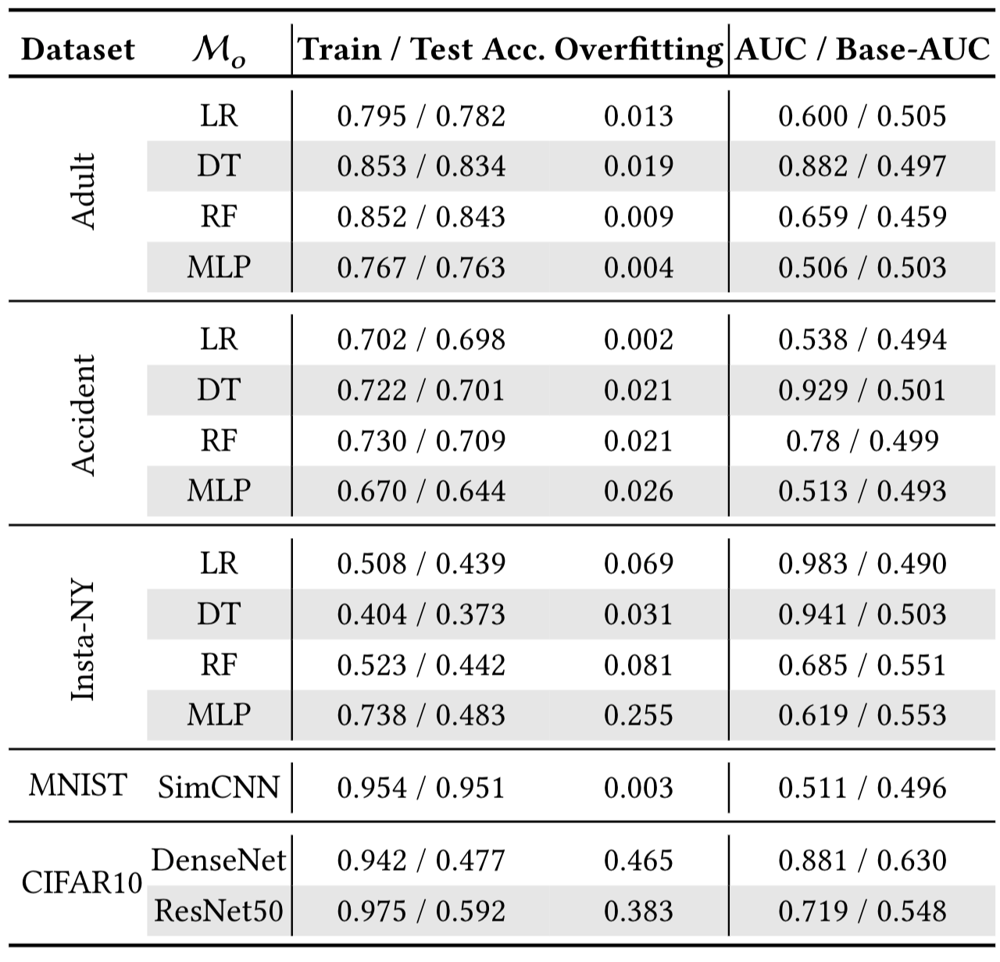 Dataset 𝓜ₒ Train / Test Acc. Overfitting AUC / Base-AUC
Adult
LR 0.795 / 0.782 0.013 0.600 / 0.505
DT 0.853 / 0.834 0.019 0.882 / 0.497
RF 0.852 / 0.843 0.009 0.659 / 0.459
MLP 0.767 / 0.763 0.004 0.506 / 0.503
Accident
LR 0.702 / 0.698 0.002 0.538 / 0.494
DT 0.722 / 0.701 0.021 0.929 / 0.501
RF 0.730 / 0.709 0.021 0.78 / 0.499
MLP 0.670 / 0.644 0.026 0.513 / 0.493
Insta-NY
LR 0.508 / 0.439 0.069 0.983 / 0.490
DT 0.404 / 0.373 0.031 0.941 / 0.503
RF 0.523 / 0.442 0.081 0.685 / 0.551
MLP 0.738 / 0.483 0.255 0.619 / 0.553
MNIST SimCNN 0.954 / 0.951 0.003 0.511 / 0.496
CIFAR10
DenseNet 0.942 / 0.477 0.465 0.881 / 0.630
ResNet50 0.975 / 0.592 0.383 0.719 / 0.548